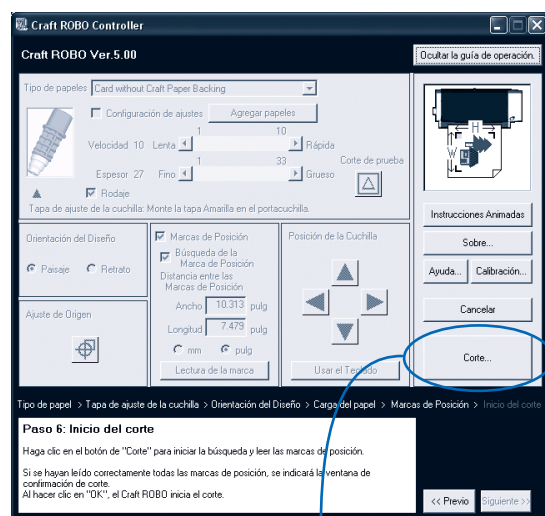 Craft ROBO Controller
Craft ROBO Ver.5.00
Ocultar la guía de operación.
Tipo de papeles Card without Craft Paper Backing
Configuración de ajustes Agregar papeles
1 10
Velocidad 10 Lenta Rápida
1 33 Corte de prueba
Espesor 27 Fino Grueso
Rodaje
Tapa de ajuste de la cuchilla: Monte la tapa Amarilla en el portacuchilla.
H
W
Instrucciones Animadas
Sobre...
Ayuda... Calibración...
Cancelar
Corte...
Orientación del Diseño
Paisaje Retrato
Ajuste de Origen
Marcas de Posición
Búsqueda de la
Marca de Posición
Distancia entre las
Marcas de Posición
Ancho 10.313 pulg
Longitud 7.479 pulg
mm pulg
Lectura de la marca
Posición de la Cuchilla
Usar el Teclado
Tipo de papel > Tapa de ajuste de la cuchilla > Orientación del Diseño > Carga del papel > Marcas de Posición > Inicio del corte
Paso 6: Inicio del corte
Haga clic en el botón de "Corte" para iniciar la búsqueda y leer las marcas de posición.
Si se hayan leído correctamente todas las marcas de posición, se indicará la ventana de
confirmación de corte.
Al hacer clic en "OK", el Craft ROBO inicia el corte.
<< Previo Siguiente >>